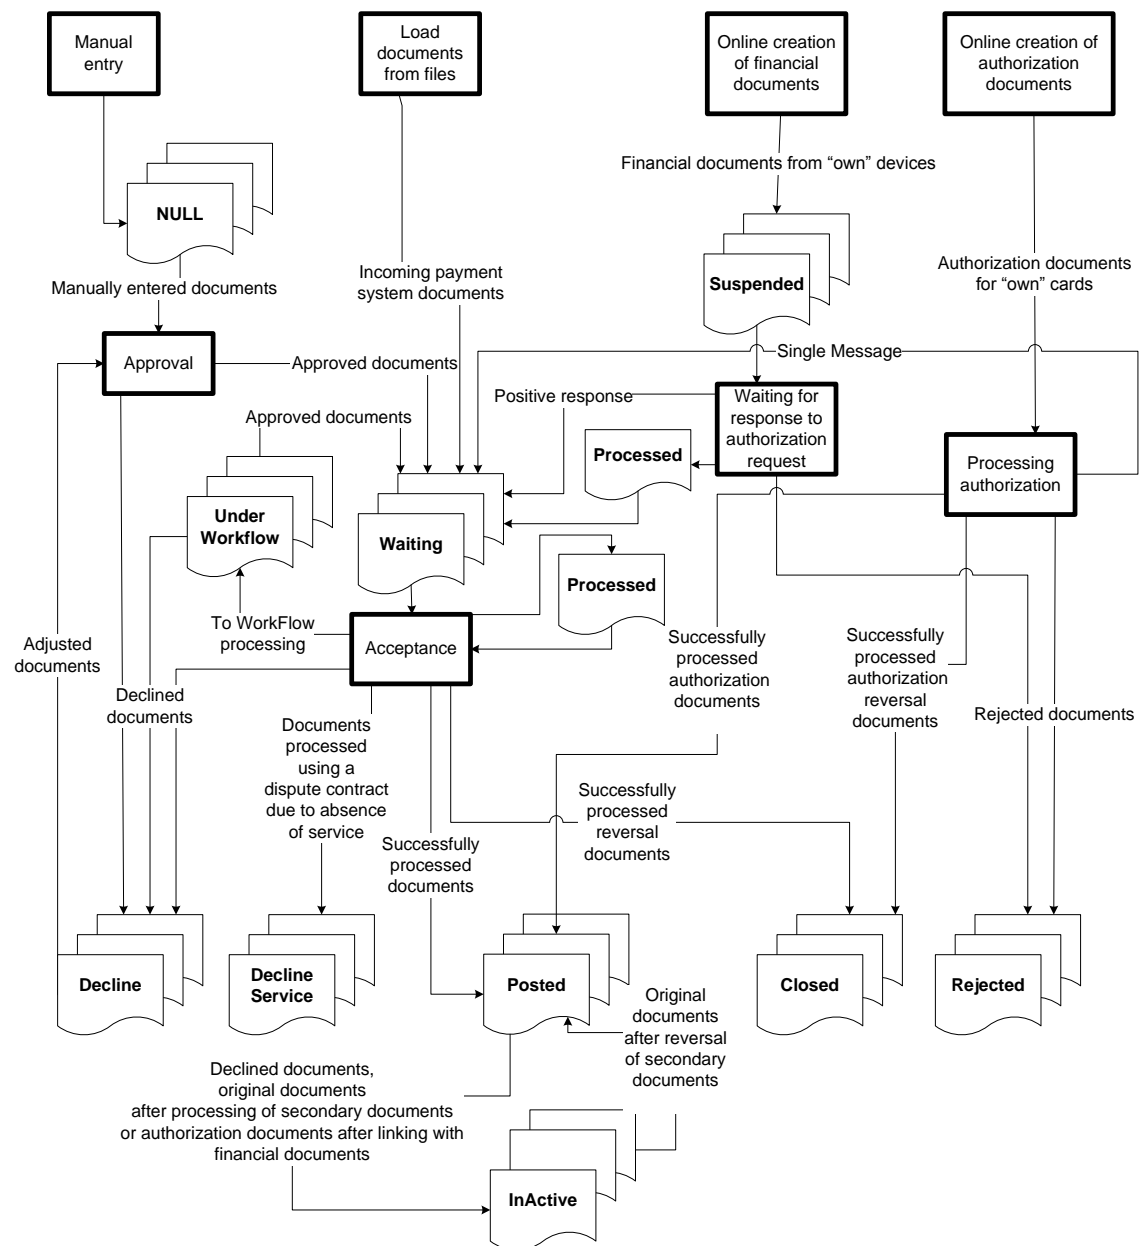 Manual
entry
Load
documents
from files
Online creation
of financial
documents
Online creation of
authorization
documents
Financial documents from “own” devices
NULL
Manually entered documents
Incoming payment
system documents
Suspended
Authorization documents
for “own” cards
Approval
Approved documents
Single Message
Positive response
Waiting for
response to
authorization
request
Approved documents
Processed
Processing
authorization
Under
Workflow
Waiting
Processed
To WorkFlow
processing
Acceptance
Adjusted
documents
Declined
documents
Successfully
processed
authorization
documents
Successfully
processed
authorization
reversal
documents
Rejected documents
Documents
processed
using a
dispute contract
due to absence
of service
Successfully
processed
reversal
documents
Successfully
processed
documents
Decline
Decline
Service
Posted
Original
documents
after reversal
of secondary
documents
Closed
Rejected
Declined documents,
original documents
after processing of secondary documents
or authorization documents after linking with
financial documents
InActive